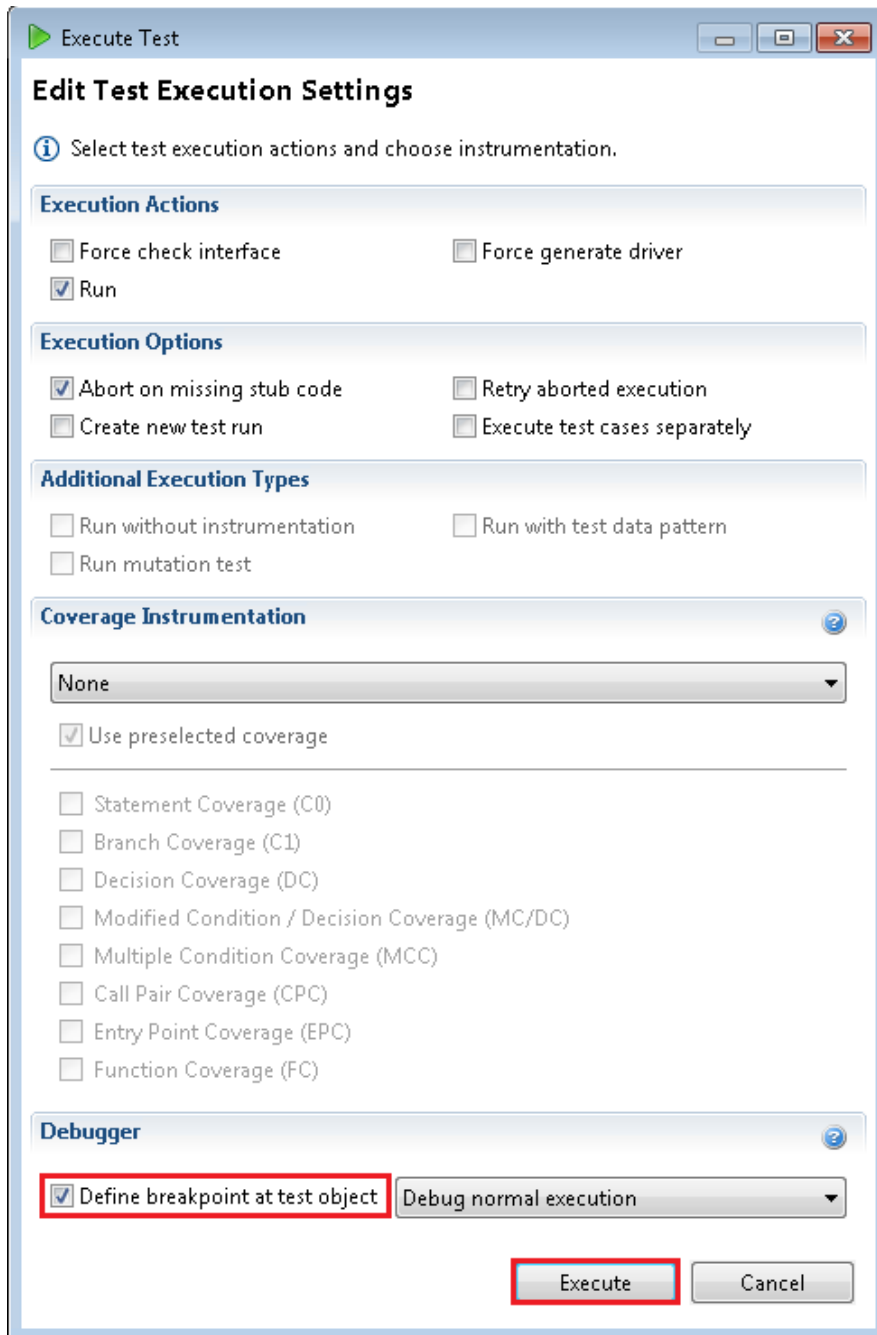 Execute Test
Edit Test Execution Settings
Select test execution actions and choose instrumentation.
Execution Actions
Force check interface Force generate driver
Run
Execution Options
Abort on missing stub code Retry aborted execution
Create new test run Execute test cases separately
Additional Execution Types
Run without instrumentation Run with test data pattern
Run mutation test
Coverage Instrumentation
None
Use preselected coverage
Statement Coverage (C0)
Branch Coverage (C1)
Decision Coverage (DC)
Modified Condition / Decision Coverage (MC/DC)
Multiple Condition Coverage (MCC)
Call Pair Coverage (CPC)
Entry Point Coverage (EPC)
Function Coverage (FC)
Debugger
Define breakpoint at test object Debug normal execution
Execute Cancel